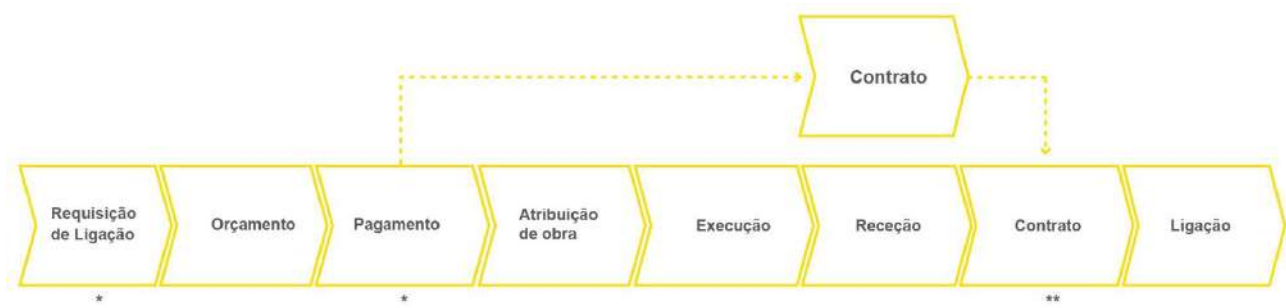 Contrato
Requisição
de Ligação
Orçamento
Pagamento
Atribuição
de obra
Execução
Receção
Contrato
Ligação
*
*
**